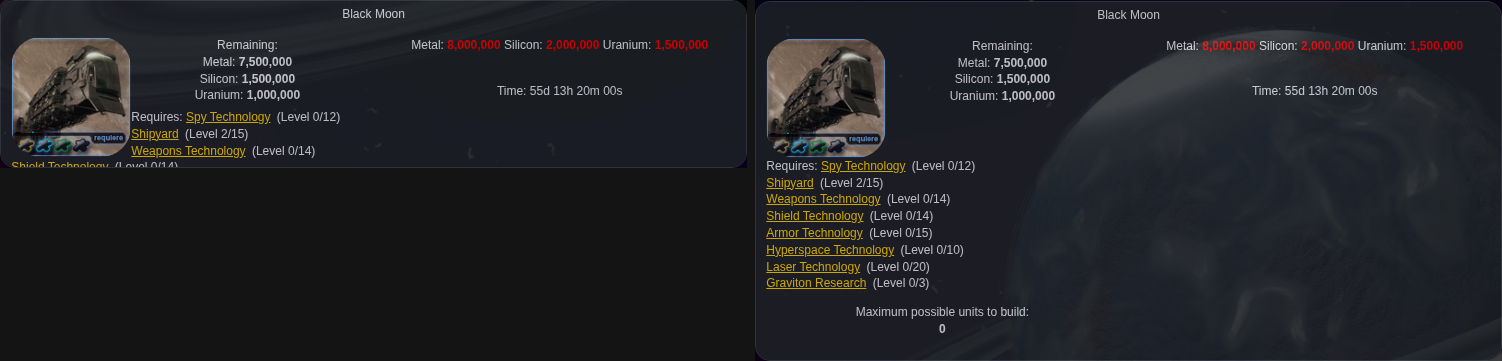 Black Moon
Remaining:
Metal: 7,500,000
Silicon: 1,500,000
Uranium: 1,000,000
Metal: 8,000,000 Silicon: 2,000,000 Uranium: 1,500,000
Time: 55d 13h 20m 00s
requiere
Requires: Spy Technology (Level 0/12)
Shipyard (Level 2/15)
Weapons Technology (Level 0/14)
Shield Technology (Level 0/14)
Black Moon
Remaining:
Metal: 7,500,000
Silicon: 1,500,000
Uranium: 1,000,000
Metal: 8,000,000 Silicon: 2,000,000 Uranium: 1,500,000
Time: 55d 13h 20m 00s
requiere
Requires: Spy Technology (Level 0/12)
Shipyard (Level 2/15)
Weapons Technology (Level 0/14)
Shield Technology (Level 0/14)
Armor Technology (Level 0/15)
Hyperspace Technology (Level 0/10)
Laser Technology (Level 0/20)
Graviton Research (Level 0/3)
Maximum possible units to build:
0